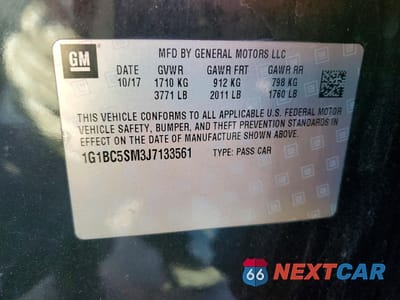 GM
MFD BY GENERAL MOTORS LLC
DATE GVWR GAWR FRT GAWR RR
10/17 1710 KG 912 KG 798 KG
3771 LB 2011 LB 1760 LB
THIS VEHICLE CONFORMS TO ALL APPLICABLE U.S. FEDERAL MOTOR
VEHICLE SAFETY, BUMPER, AND THEFT PREVENTION STANDARDS IN
EFFECT ON THE DATE OF MANUFACTURE SHOWN ABOVE.
1G1BC5SM3J7133561 TYPE: PASS CAR
66 NEXTCAR